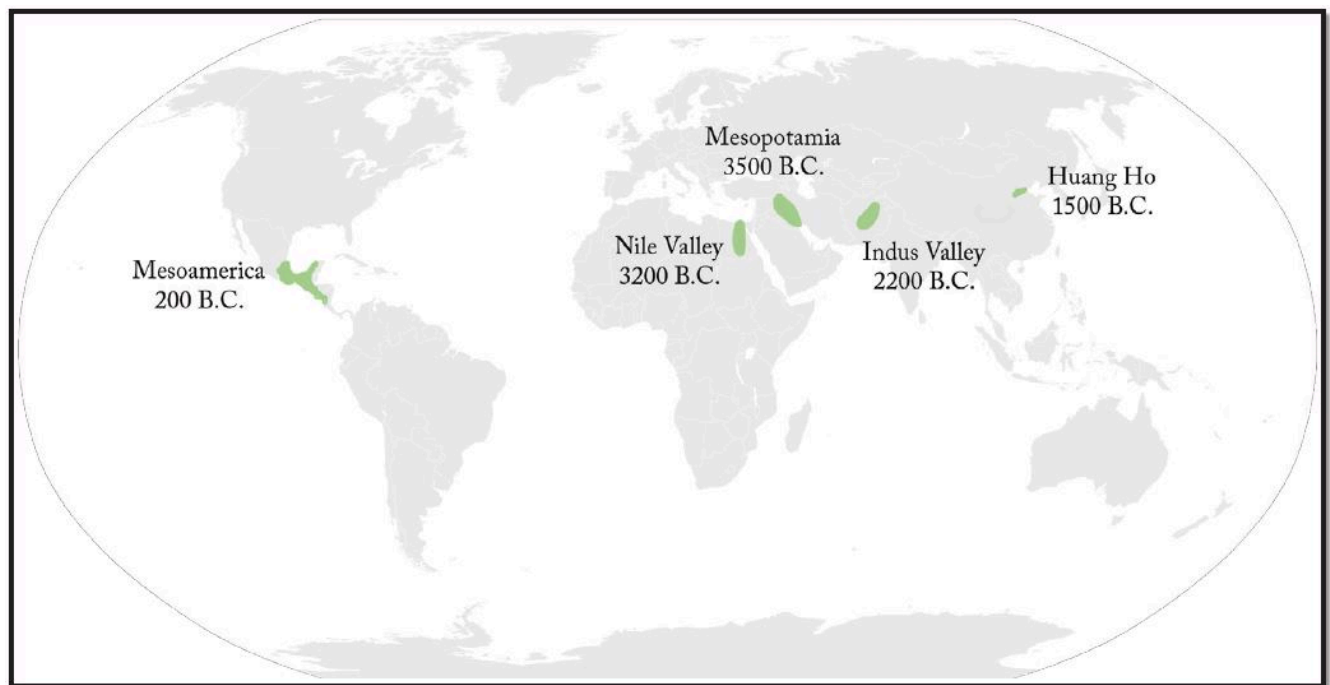 Mesopotamia
3500 B.C.
Huang Ho
1500 B.C.
Nile Valley
3200 B.C.
Indus Valley
2200 B.C.
Mesoamerica
200 B.C.